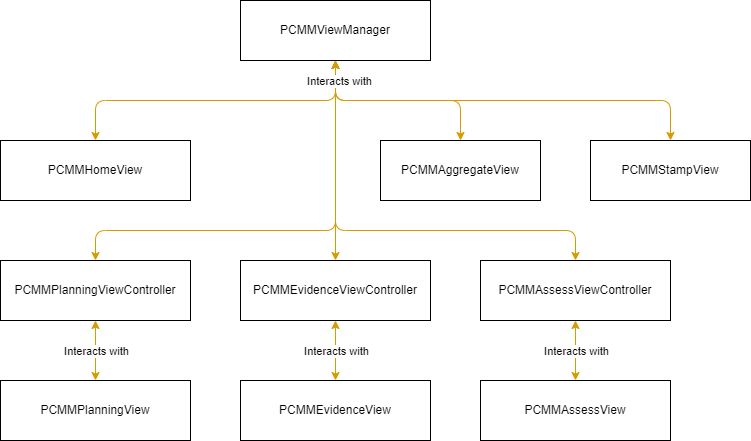 PCMMViewManager
Interacts with
PCMMHomeView
PCMMAggregateView
PCMMStampView
PCMMPlanningViewController
PCMMEvidenceViewController
PCMMAssessViewController
Interacts with
Interacts with
Interacts with
PCMMPlanningView
PCMMEvidenceView
PCMMAssessView